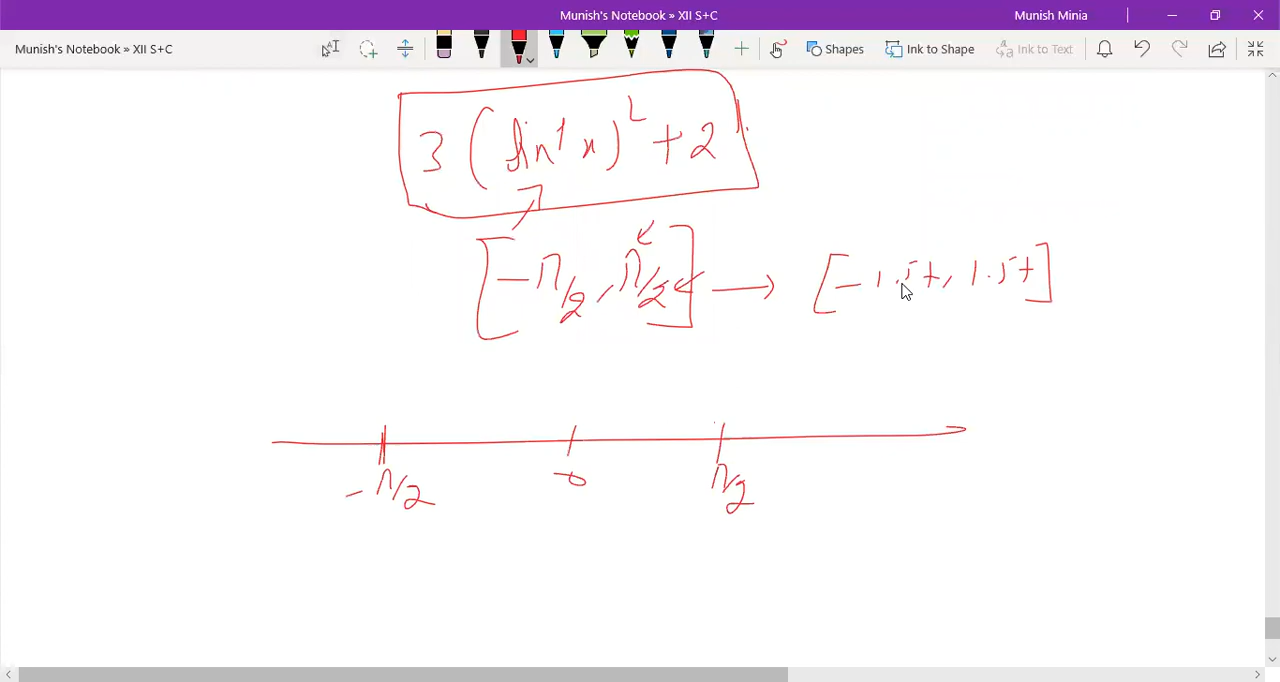 Munish's Notebook » XII S+C
Munish Minia
Munish's Notebook » XII S+C
Shapes
Ink to Shape
Ink to Text
3 (sin⁻¹x)² + 2
[-π/2, π/2] → [-1.57, 1.57]
-π/2 0 π/2